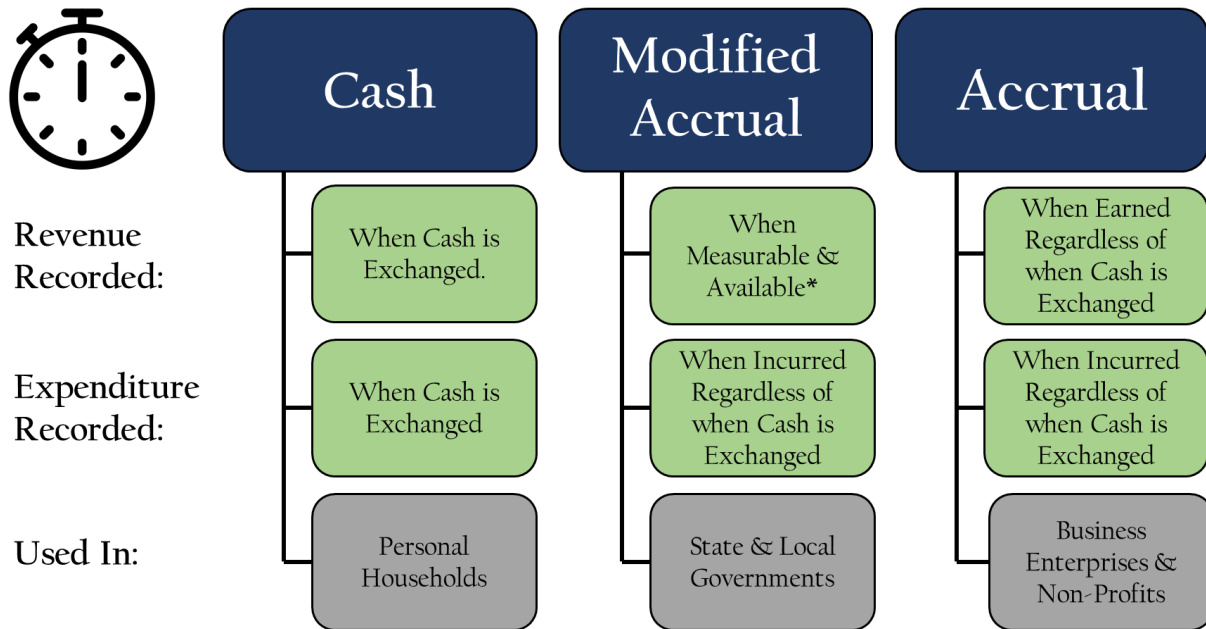 Cash
Modified
Accrual
Accrual
Revenue
Recorded:
When Cash is
Exchanged.
When
Measurable &
Available*
When Earned
Regardless of
when Cash is
Exchanged
Expenditure
Recorded:
When Cash is
Exchanged
When Incurred
Regardless of
when Cash is
Exchanged
When Incurred
Regardless of
when Cash is
Exchanged
Used In:
Personal
Households
State & Local
Governments
Business
Enterprises &
Non-Profits